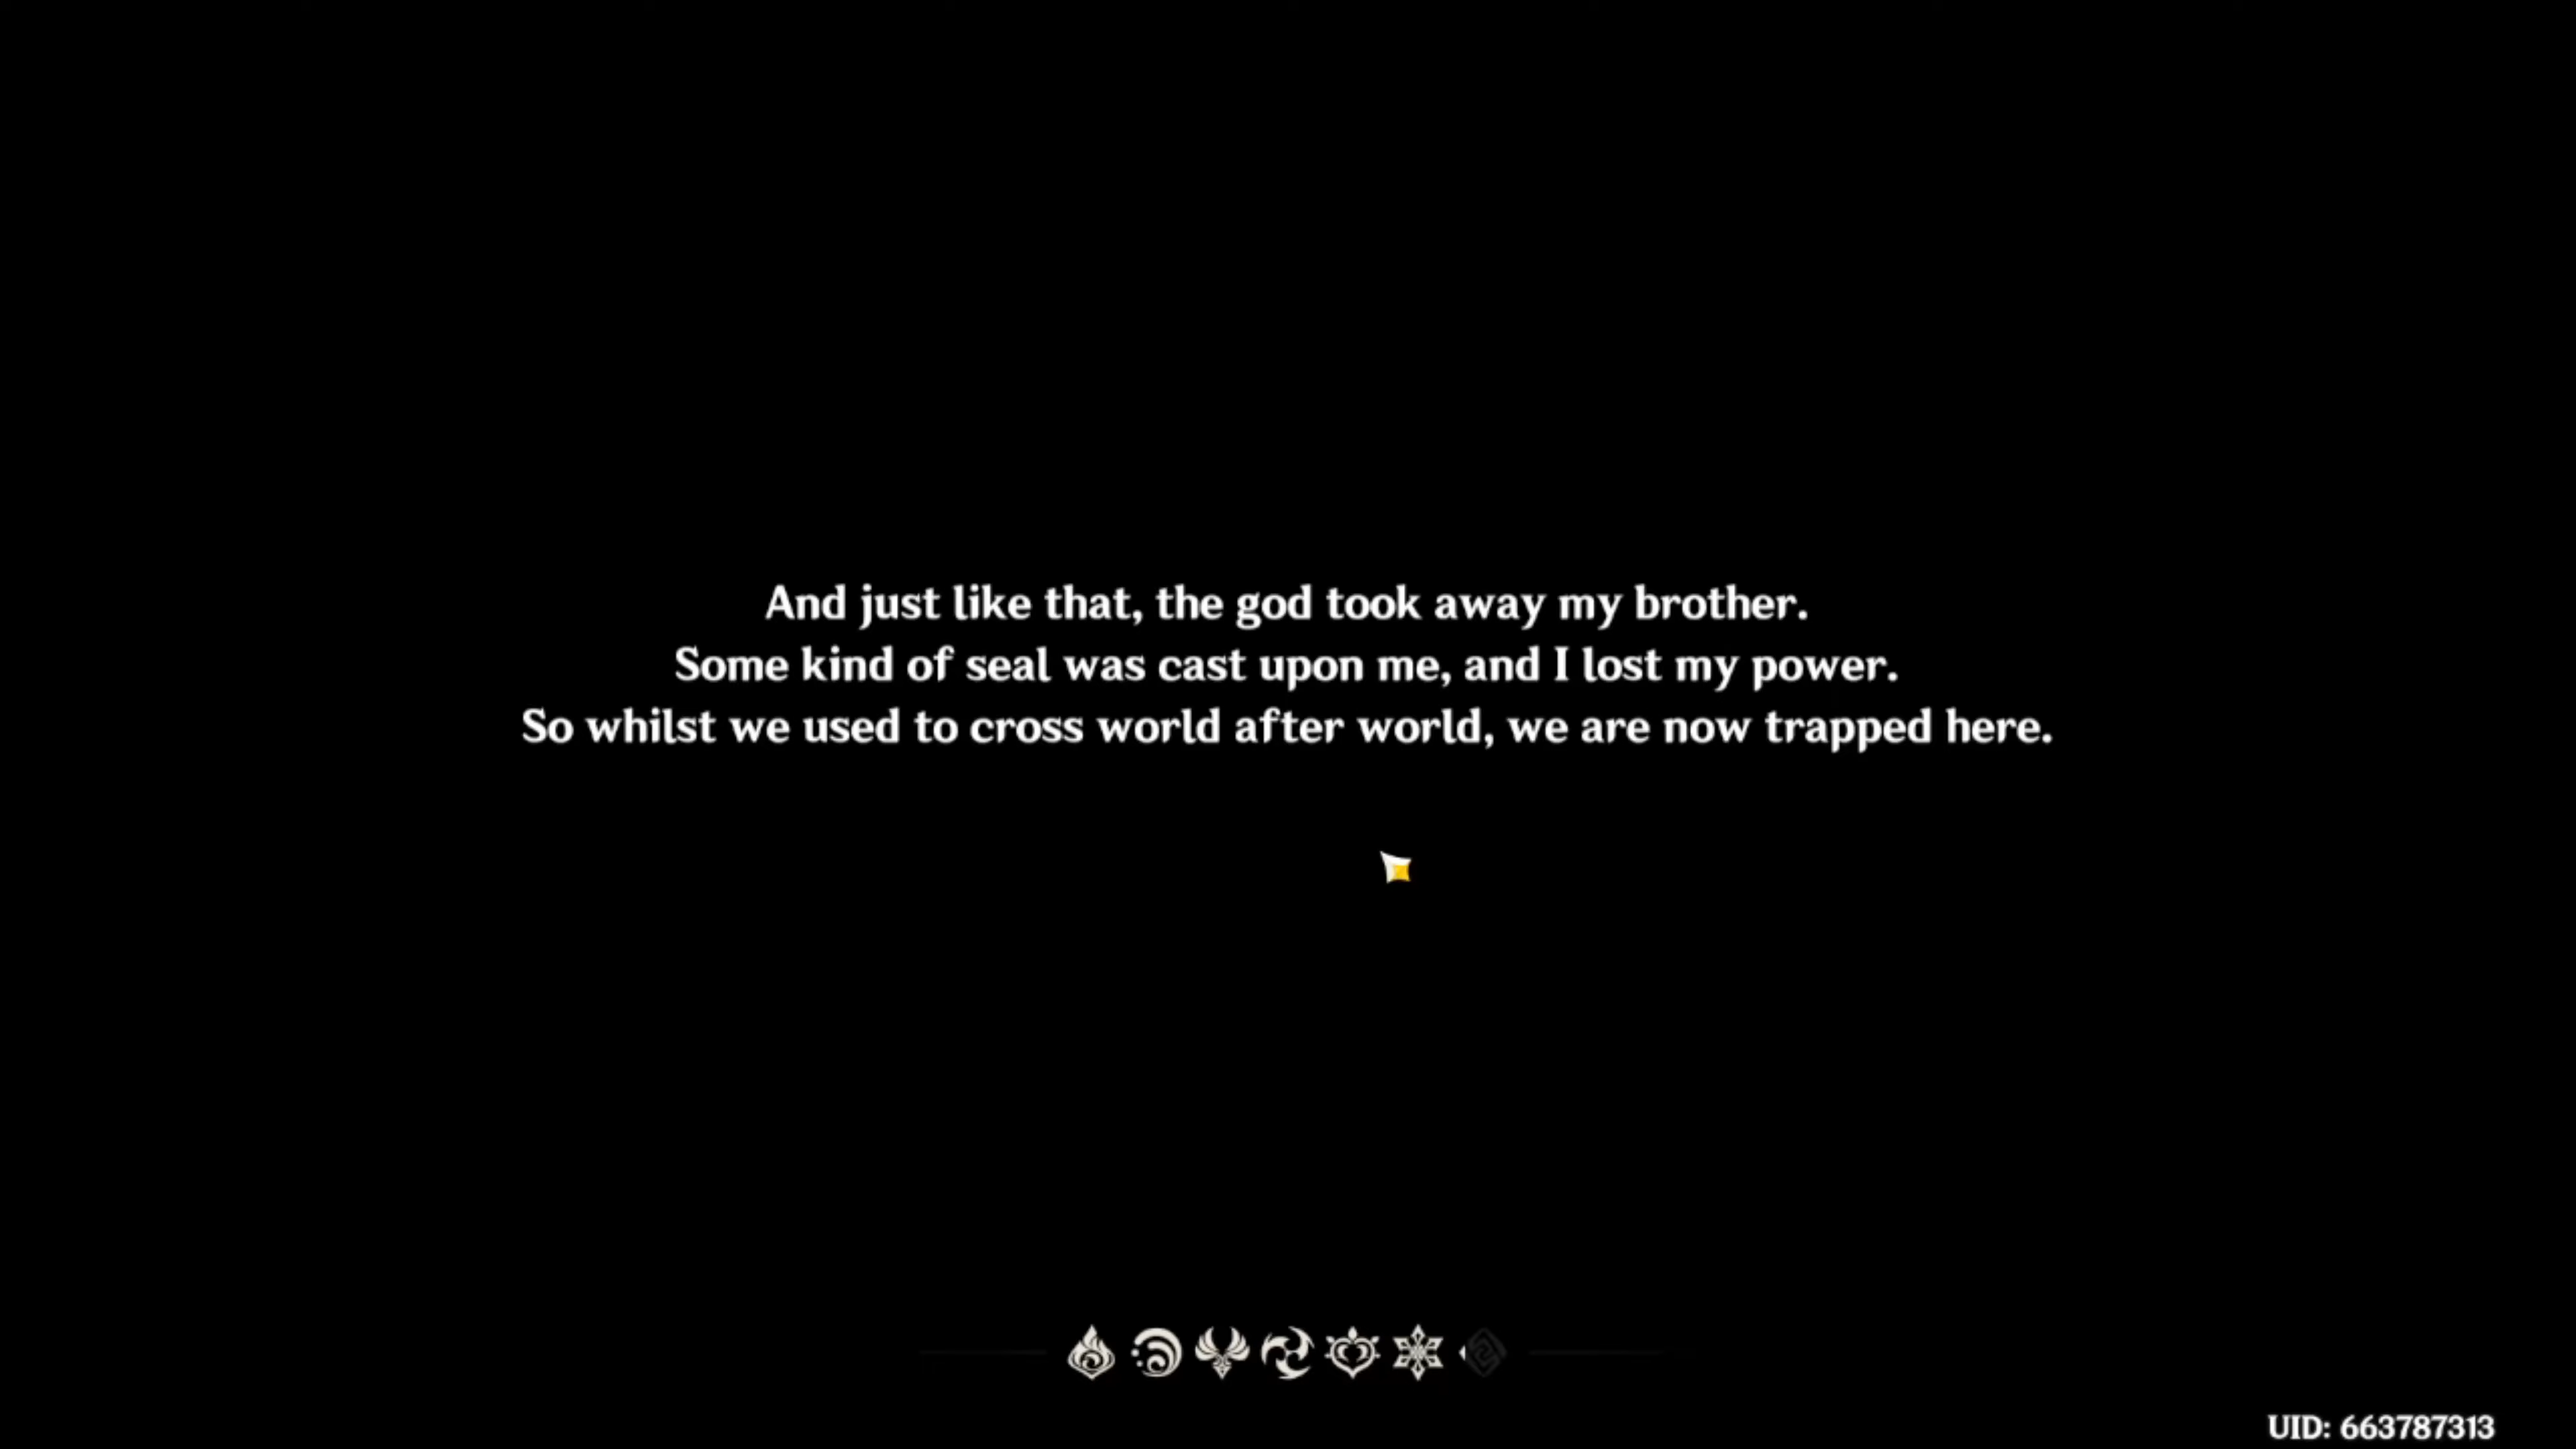 And just like that, the god took away my brother.
Some kind of seal was cast upon me, and I lost my power.
So whilst we used to cross world after world, we are now trapped here.
UID: 663787313